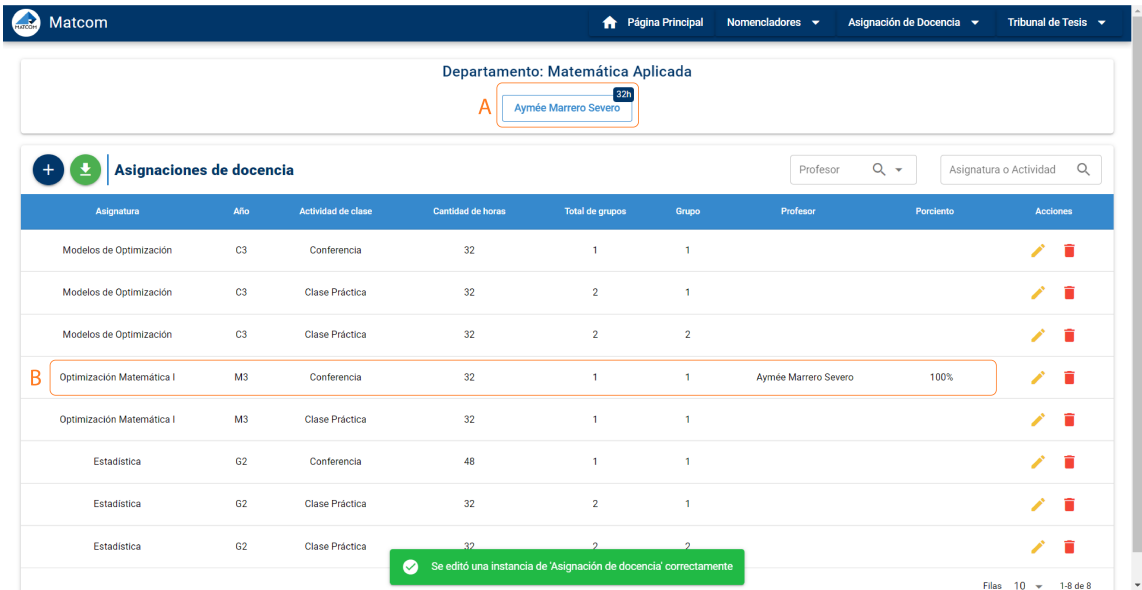 MATCOM Matcom Página Principal Nomencladores Asignación de Docencia Tribunal de Tesis
Departamento: Matemática Aplicada
32h
A Aymée Marrero Severo
+ Asignaciones de docencia Profesor Asignatura o Actividad
Asignatura Año Actividad de clase Cantidad de horas Total de grupos Grupo Profesor Porciento Acciones
Modelos de Optimización C3 Conferencia 32 1 1
Modelos de Optimización C3 Clase Práctica 32 2 1
Modelos de Optimización C3 Clase Práctica 32 2 2
B Optimización Matemática I M3 Conferencia 32 1 1 Aymée Marrero Severo 100%
Optimización Matemática I M3 Clase Práctica 32 1 1
Estadística G2 Conferencia 48 1 1
Estadística G2 Clase Práctica 32 2 1
Estadística G2 Clase Práctica 32 2 2
Se editó una instancia de 'Asignación de docencia' correctamente
Filas 10 1-8 de 8